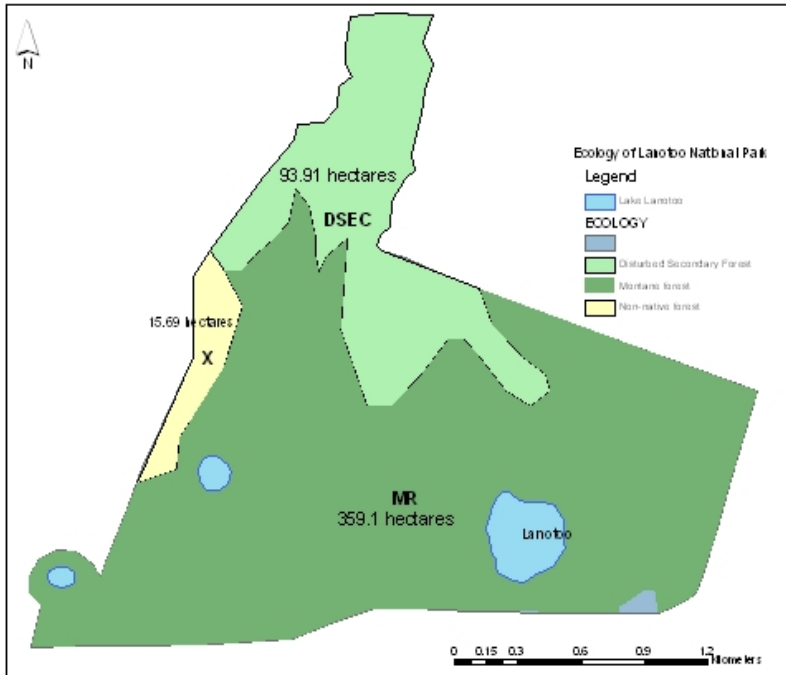 N
93.91 hectares
DSEC
Ecology of Lanotoo National Park
Legend
Lake Lanotoo
ECOLOGY
Disturbed Secondary Forest
Montane forest
Non-native forest
15.69 hectares
X
MR
359.1 hectares
Lanotoo
0 0.15 0.3 0.6 0.9 1.2
Kilometers